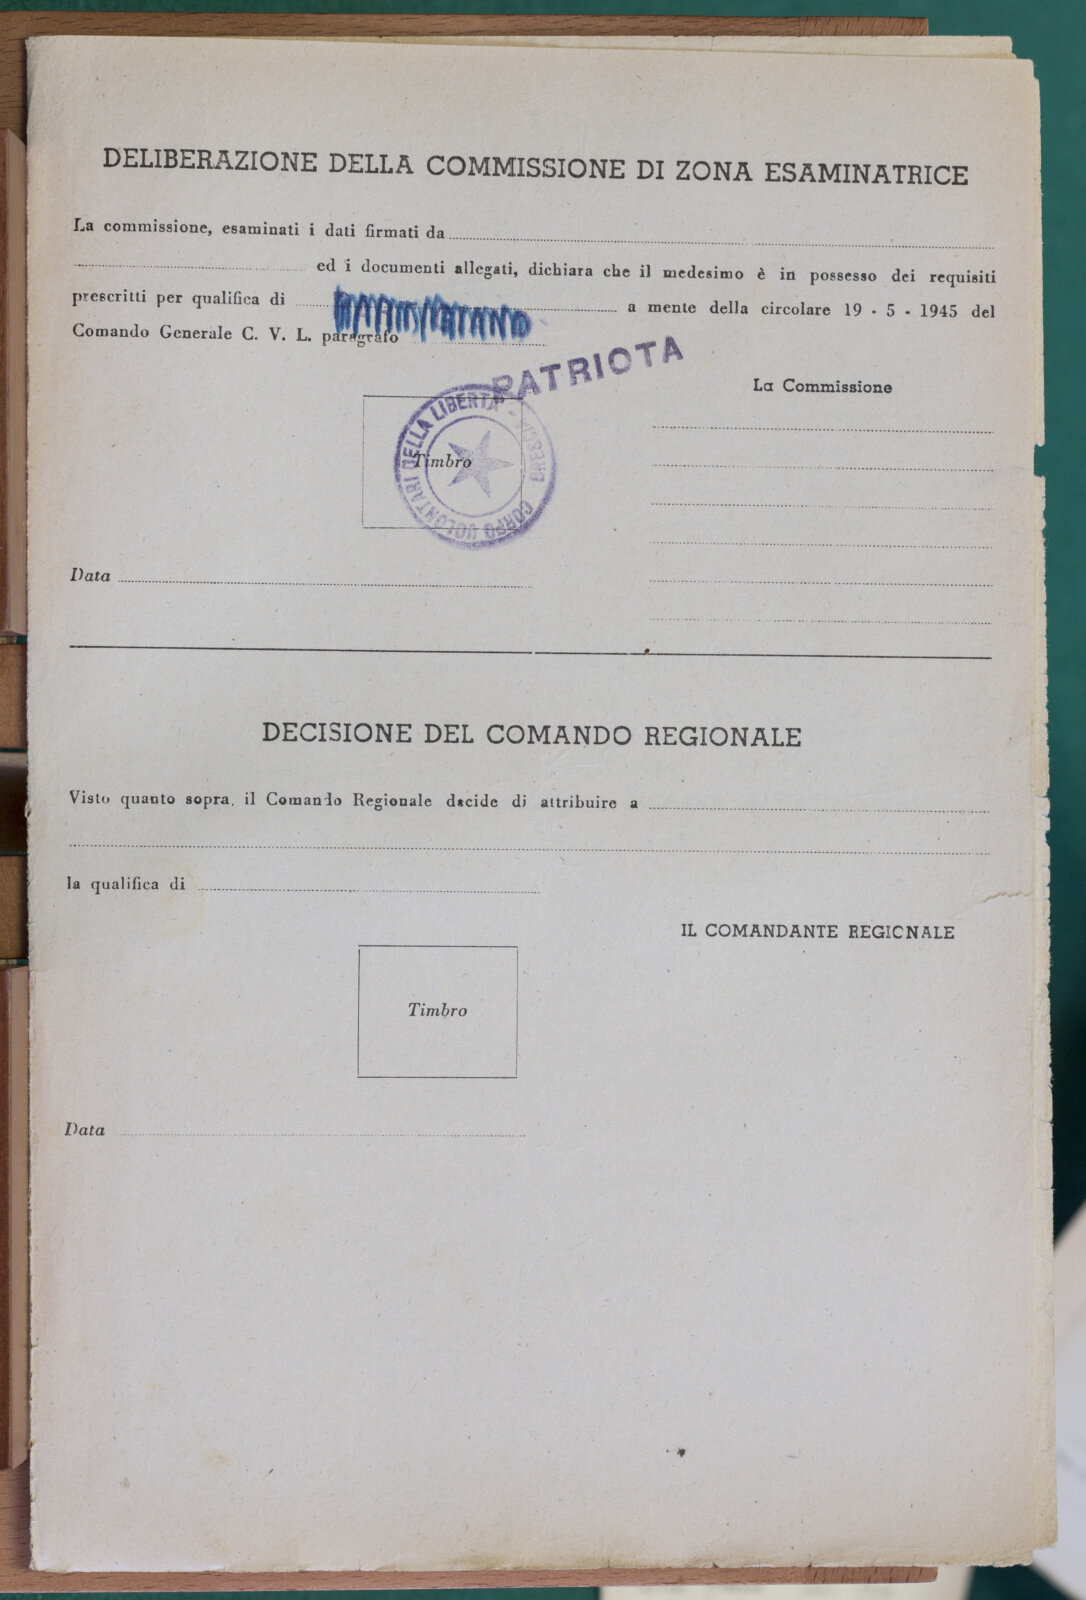 DELIBERAZIONE DELLA COMMISSIONE DI ZONA ESAMINATRICE
La commissione, esaminati i dati firmati da
ed i documenti allegati, dichiara che il medesimo è in possesso dei requisiti
prescritti per qualifica di a mente della circolare 19 - 5 - 1945 del
Comando Generale C. V. L. paragrafo
PATRIOTA
La Commissione
CORPO VOLONTARI DELLA LIBERTA' - BRESCIA
Timbro
Data
DECISIONE DEL COMANDO REGIONALE
Visto quanto sopra, il Comando Regionale decide di attribuire a
la qualifica di
IL COMANDANTE REGIONALE
Timbro
Data